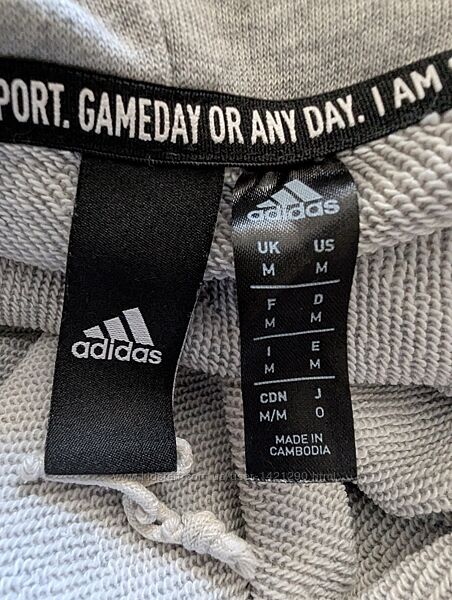 PORT. GAMEDAY OR ANY DAY. I AM
adidas
adidas
UK US
M M
F D
M M
I E
M M
CDN J
M/M O
MADE IN
CAMBODIA